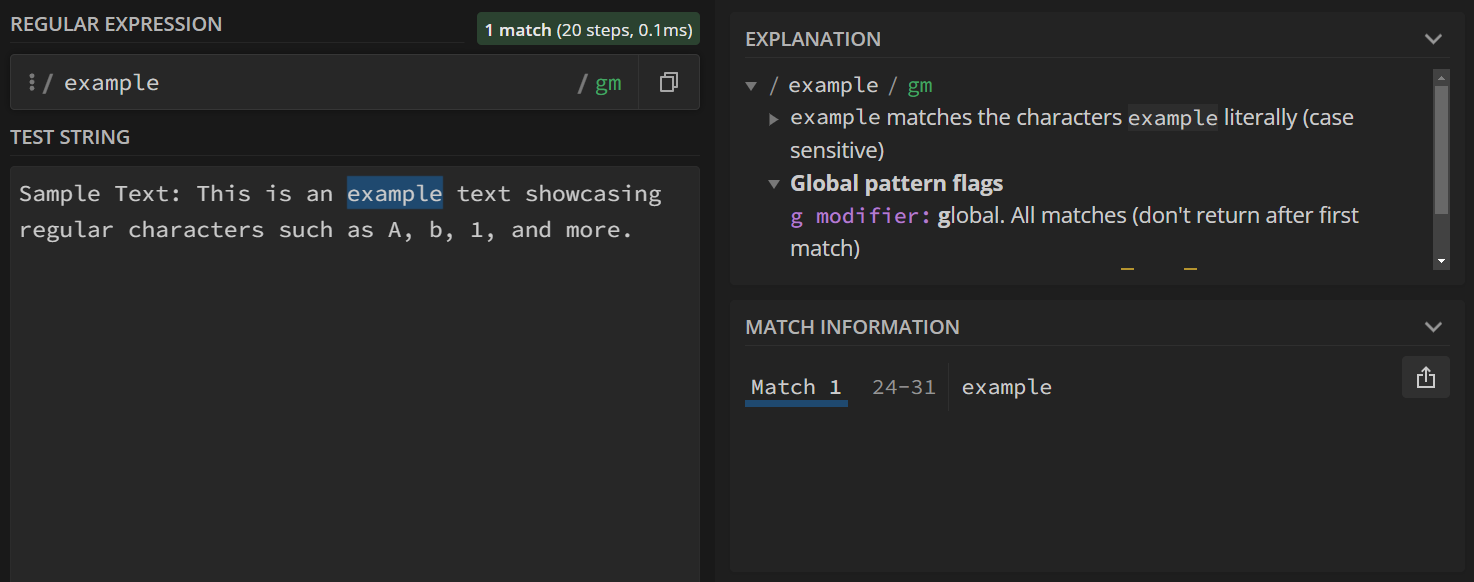 REGULAR EXPRESSION
1 match (20 steps, 0.1ms)
/ example / gm
TEST STRING
Sample Text: This is an example text showcasing
regular characters such as A, b, 1, and more.
EXPLANATION
/ example / gm
example matches the characters example literally (case
sensitive)
Global pattern flags
g modifier: global. All matches (don't return after first
match)
MATCH INFORMATION
Match 1 24-31 example